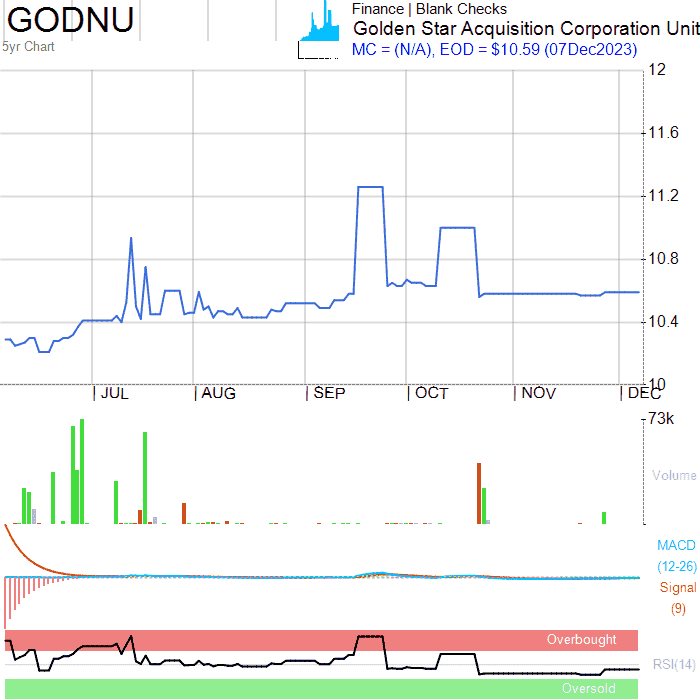 GODNU
5yr Chart
Finance | Blank Checks
Golden Star Acquisition Corporation Unit
MC = (N/A), EOD = $10.59 (07Dec2023)
12
11.6
11.2
10.8
10.4
10
JUL AUG SEP OCT NOV DEC
73k
Volume
MACD
(12-26)
Signal
(9)
Overbought
RSI(14)
Oversold